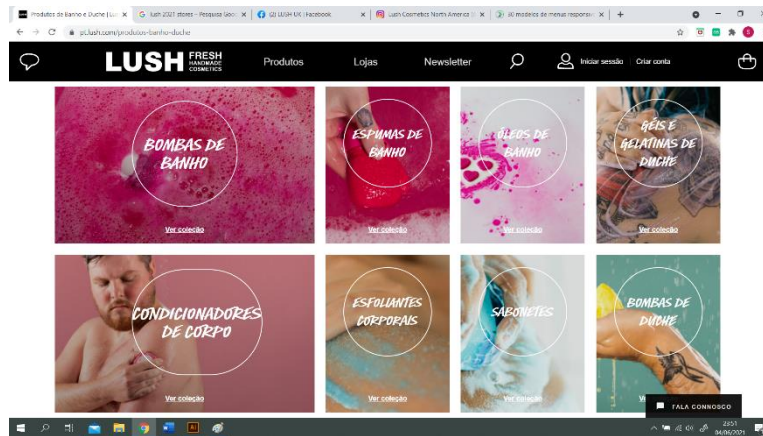 Produtos de Banho e Duche | Lus
lush 2021 stores - Pesquisa Goo
(2) LUSH UK | Facebook
Lush Cosmetics North America
30 modelos de menus responsiv
pt.lush.com/produtos-banho-duche
LUSH FRESH HANDMADE COSMETICS
Produtos
Lojas
Newsletter
Iniciar sessão
Criar conta
BOMBAS DE
BANHO
Ver coleção
ESPUMAS DE
BANHO
Ver coleção
ÓLEOS DE
BANHO
Ver coleção
GÉIS E
GELATINAS DE
DUCHE
Ver coleção
CONDICIONADORES
DE CORPO
Ver coleção
ESFOLIANTES
CORPORAIS
Ver coleção
SABONETES
Ver coleção
BOMBAS DE
DUCHE
FALA CONNOSCO
23:51
04/06/2021